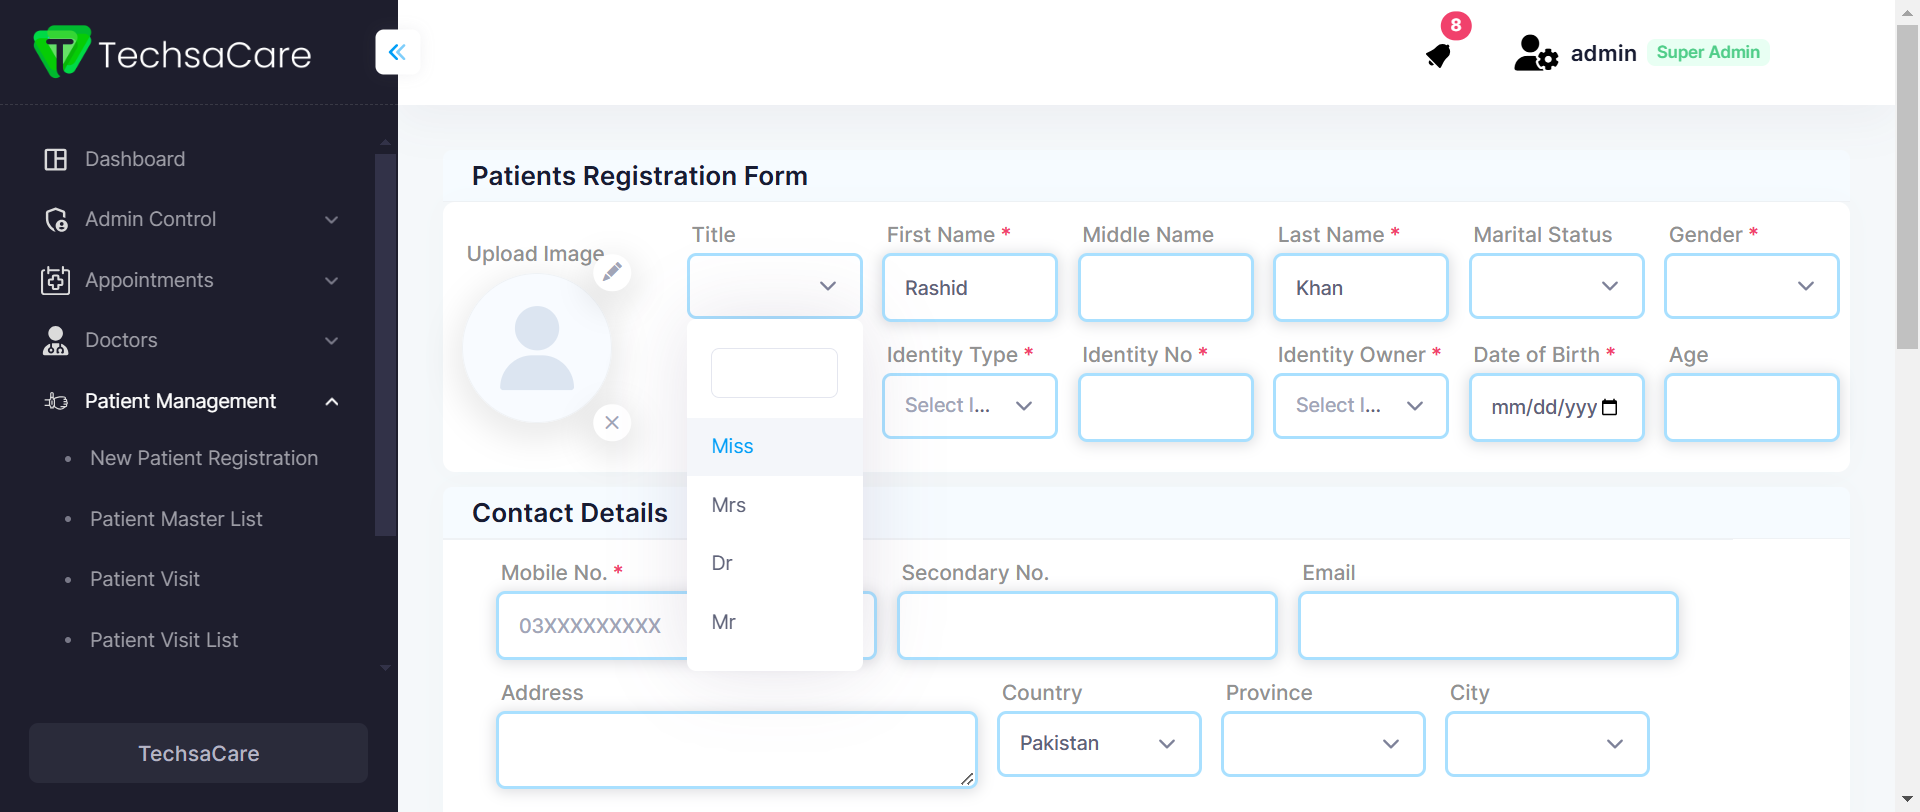 TechsaCare
8
admin Super Admin
Dashboard
Admin Control
Appointments
Doctors
Patient Management
New Patient Registration
Patient Master List
Patient Visit
Patient Visit List
TechsaCare
Patients Registration Form
Upload Image
Title
First Name *
Middle Name
Last Name *
Marital Status
Gender *
Rashid
Khan
Identity Type *
Identity No *
Identity Owner *
Date of Birth *
Age
Select I...
Select I...
mm/dd/yyy
Miss
Mrs
Dr
Mr
Contact Details
Mobile No. *
Secondary No.
Email
03XXXXXXXXX
Address
Country
Province
City
Pakistan